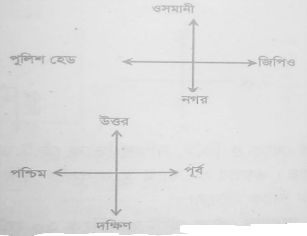 ওসমানী
পুলিশ হেড
জিপিও
নগর
উত্তর
পশ্চিম
পূর্ব
দক্ষিণ